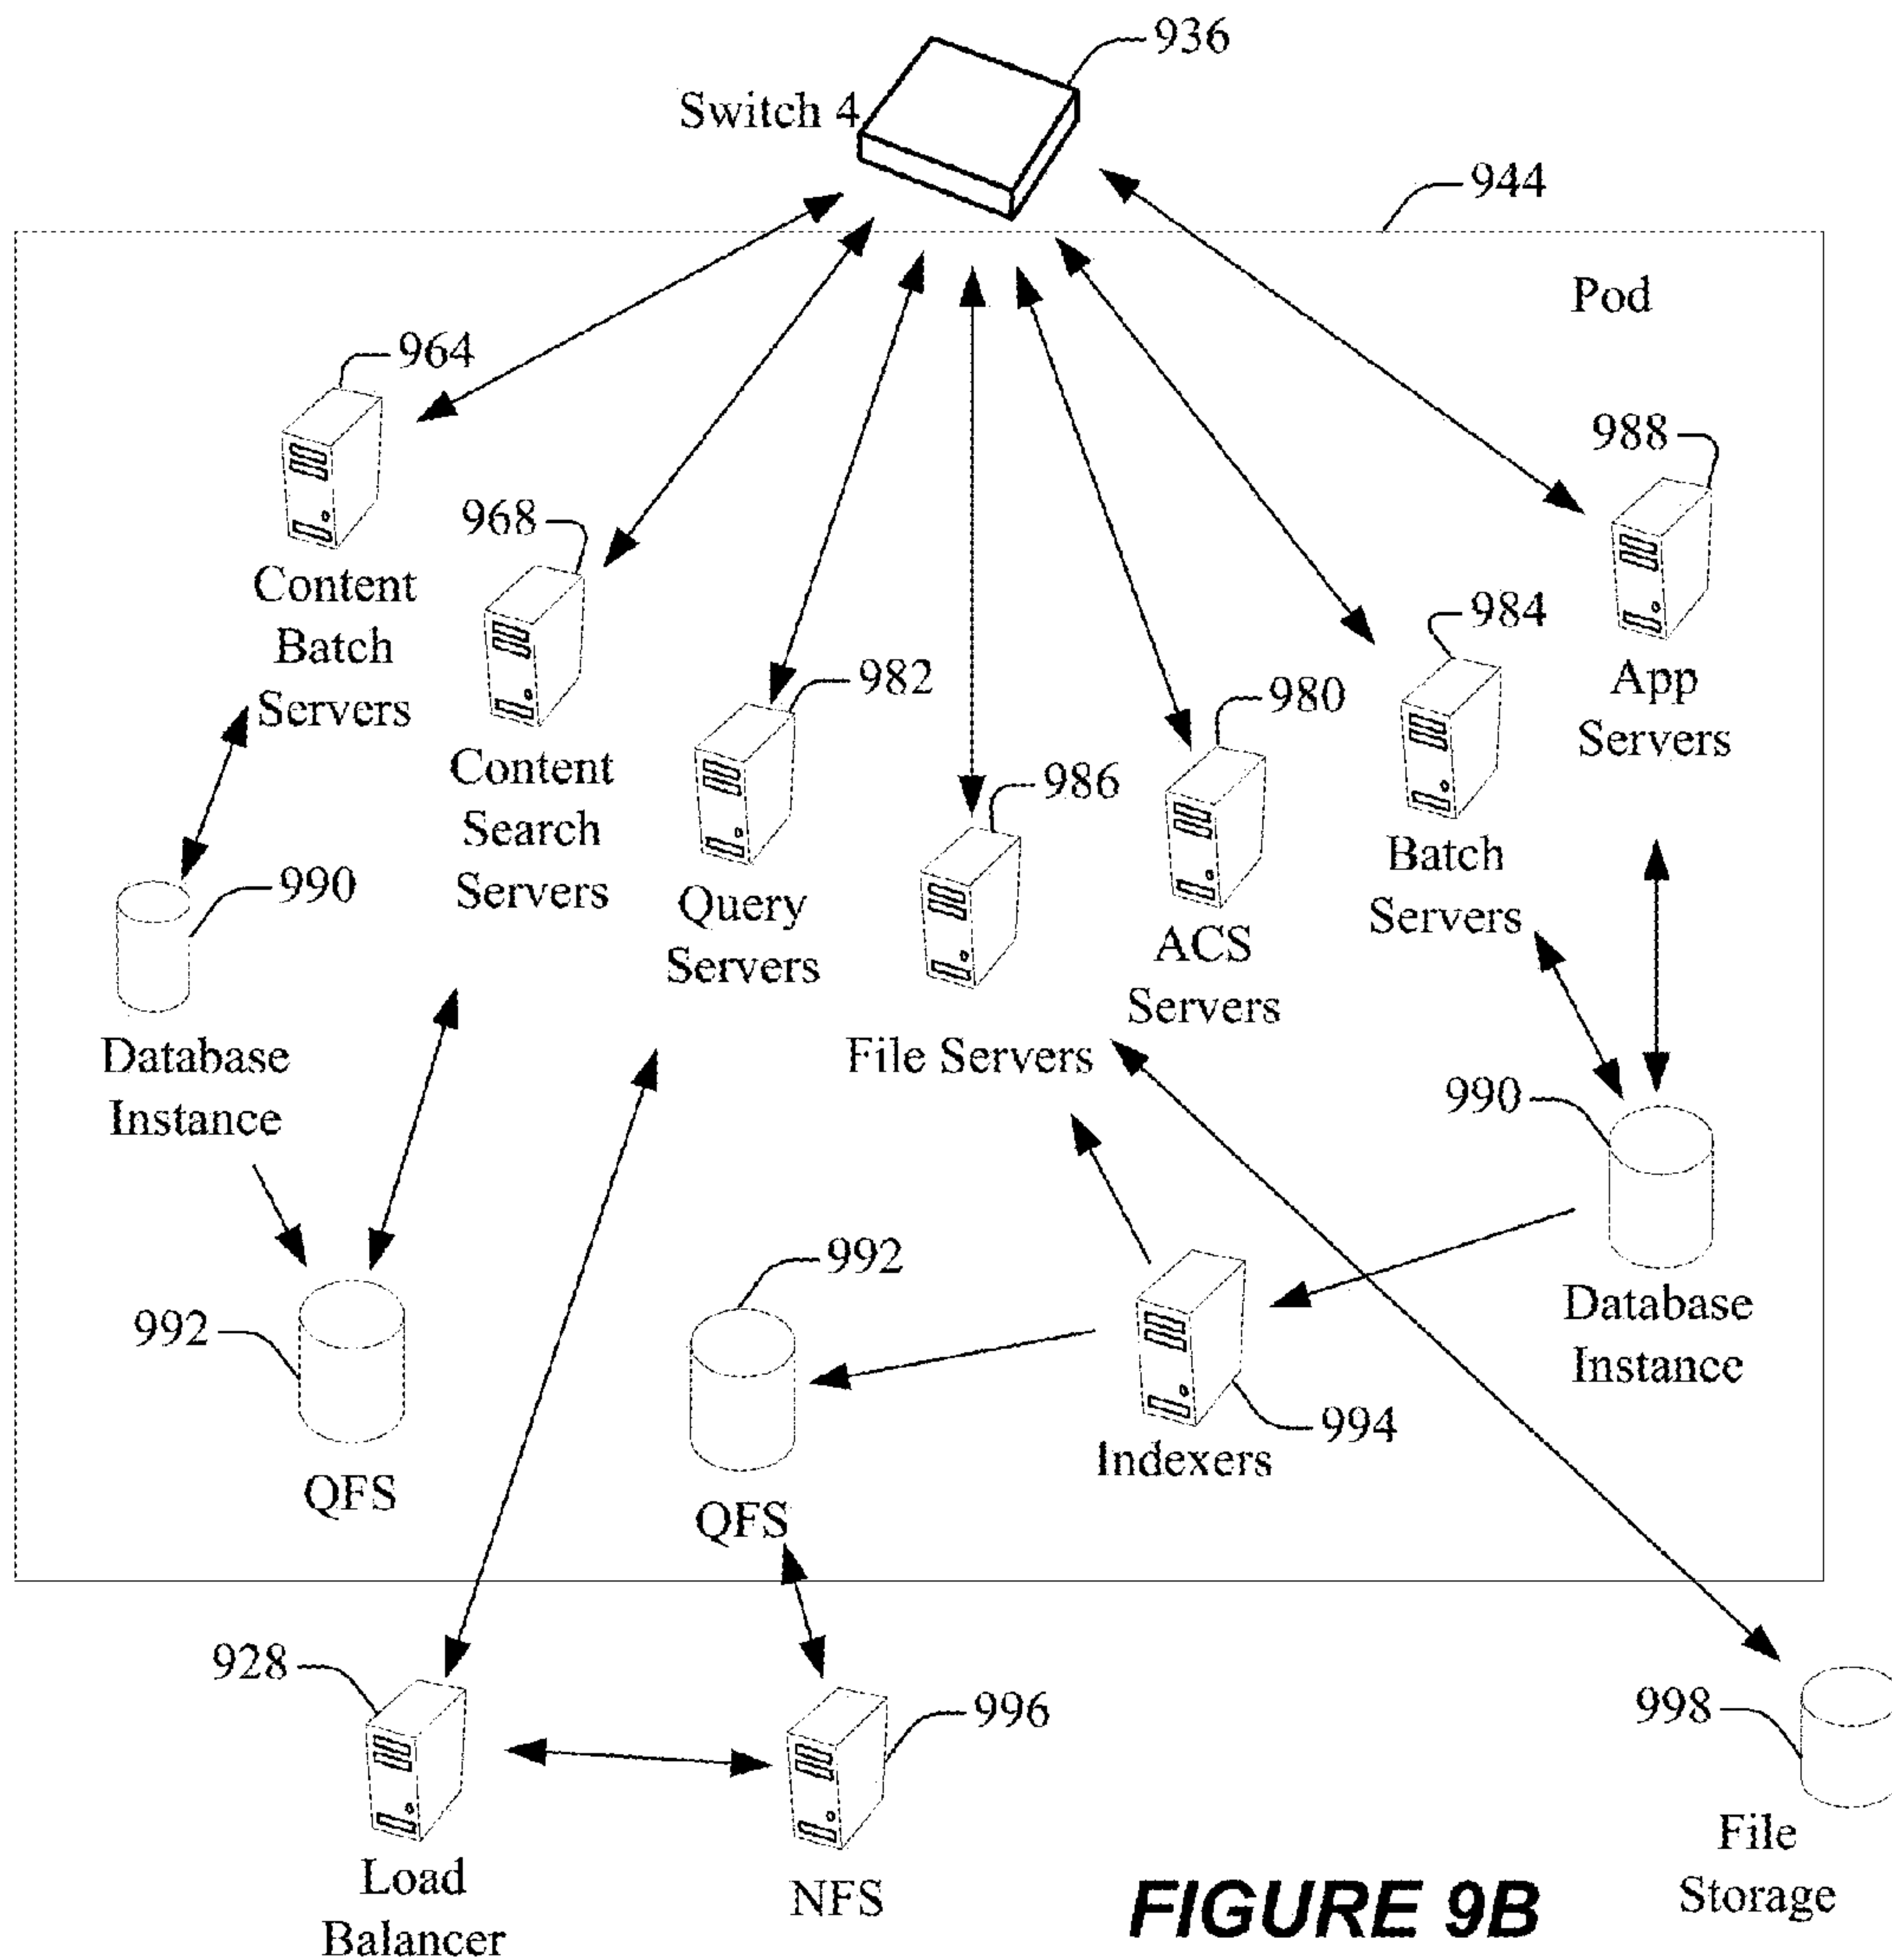 936
Switch 4
944
Pod
964
988
968
Content
Batch
Servers
984
982
980
App
Servers
Content
Search
Servers
986
Batch
Servers
990
Query
Servers
ACS
Servers
Database
Instance
File Servers
990
992
992
Database
Instance
994
Indexers
QFS
QFS
928
996
998
Load
Balancer
NFS
File
Storage
FIGURE 9B